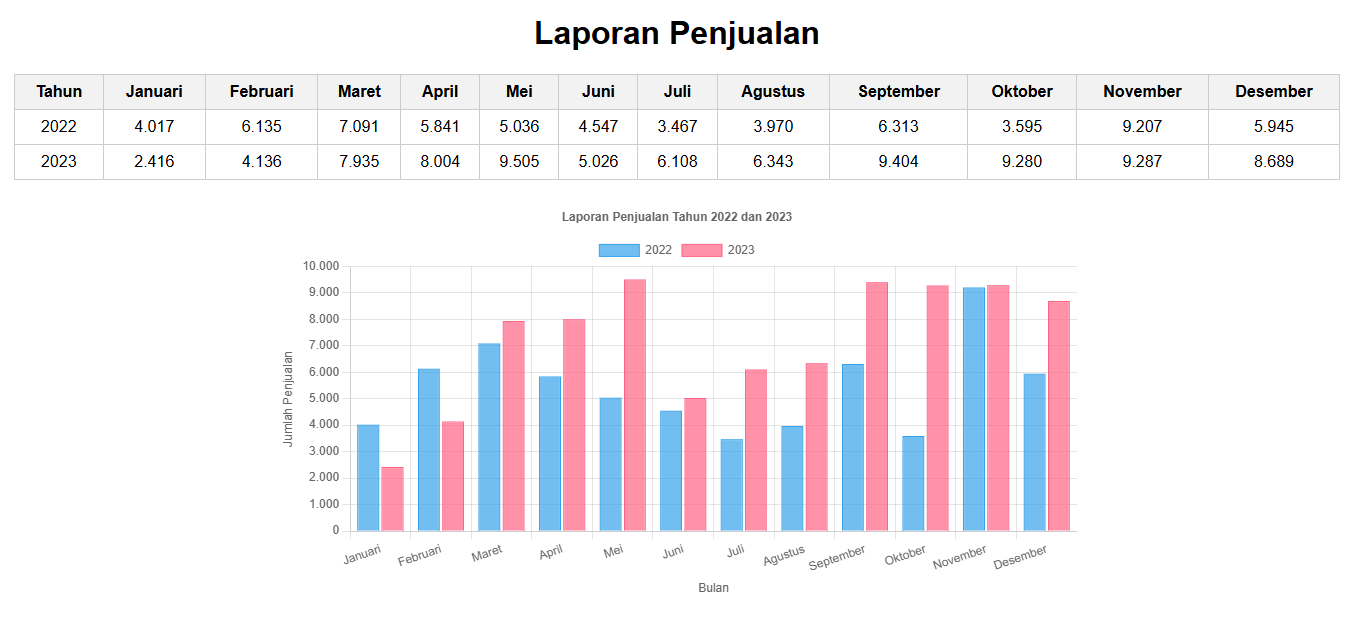 Laporan Penjualan
Tahun Januari Februari Maret April Mei Juni Juli Agustus September Oktober November Desember
2022 4.017 6.135 7.091 5.841 5.036 4.547 3.467 3.970 6.313 3.595 9.207 5.945
2023 2.416 4.136 7.935 8.004 9.505 5.026 6.108 6.343 9.404 9.280 9.287 8.689
Laporan Penjualan Tahun 2022 dan 2023
2022 2023
10.000
9.000
8.000
7.000
6.000
5.000
4.000
3.000
2.000
1.000
0
Jumlah Penjualan
Januari Februari Maret April Mei Juni Juli Agustus September Oktober November Desember
Bulan